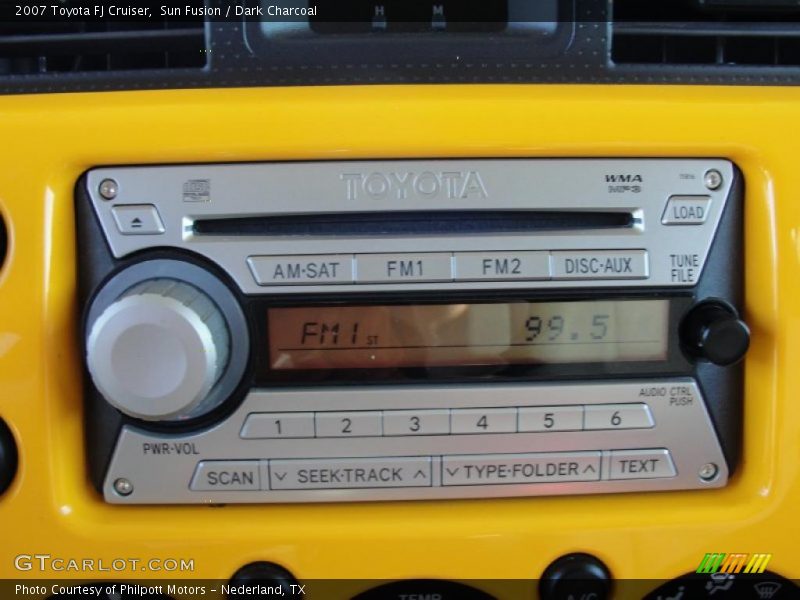 2007 Toyota FJ Cruiser, Sun Fusion / Dark Charcoal
H M
TOYOTA
WMA
MP3
LOAD
AM·SAT FM1 FM2 DISC·AUX
TUNE
FILE
FM1 ST 99.5
AUDIO CTRL
PUSH
1 2 3 4 5 6
PWR·VOL
SCAN SEEK·TRACK TYPE·FOLDER TEXT
GTCARLOT.COM
Photo Courtesy of Philpott Motors – Nederland, TX
TEMP A/C